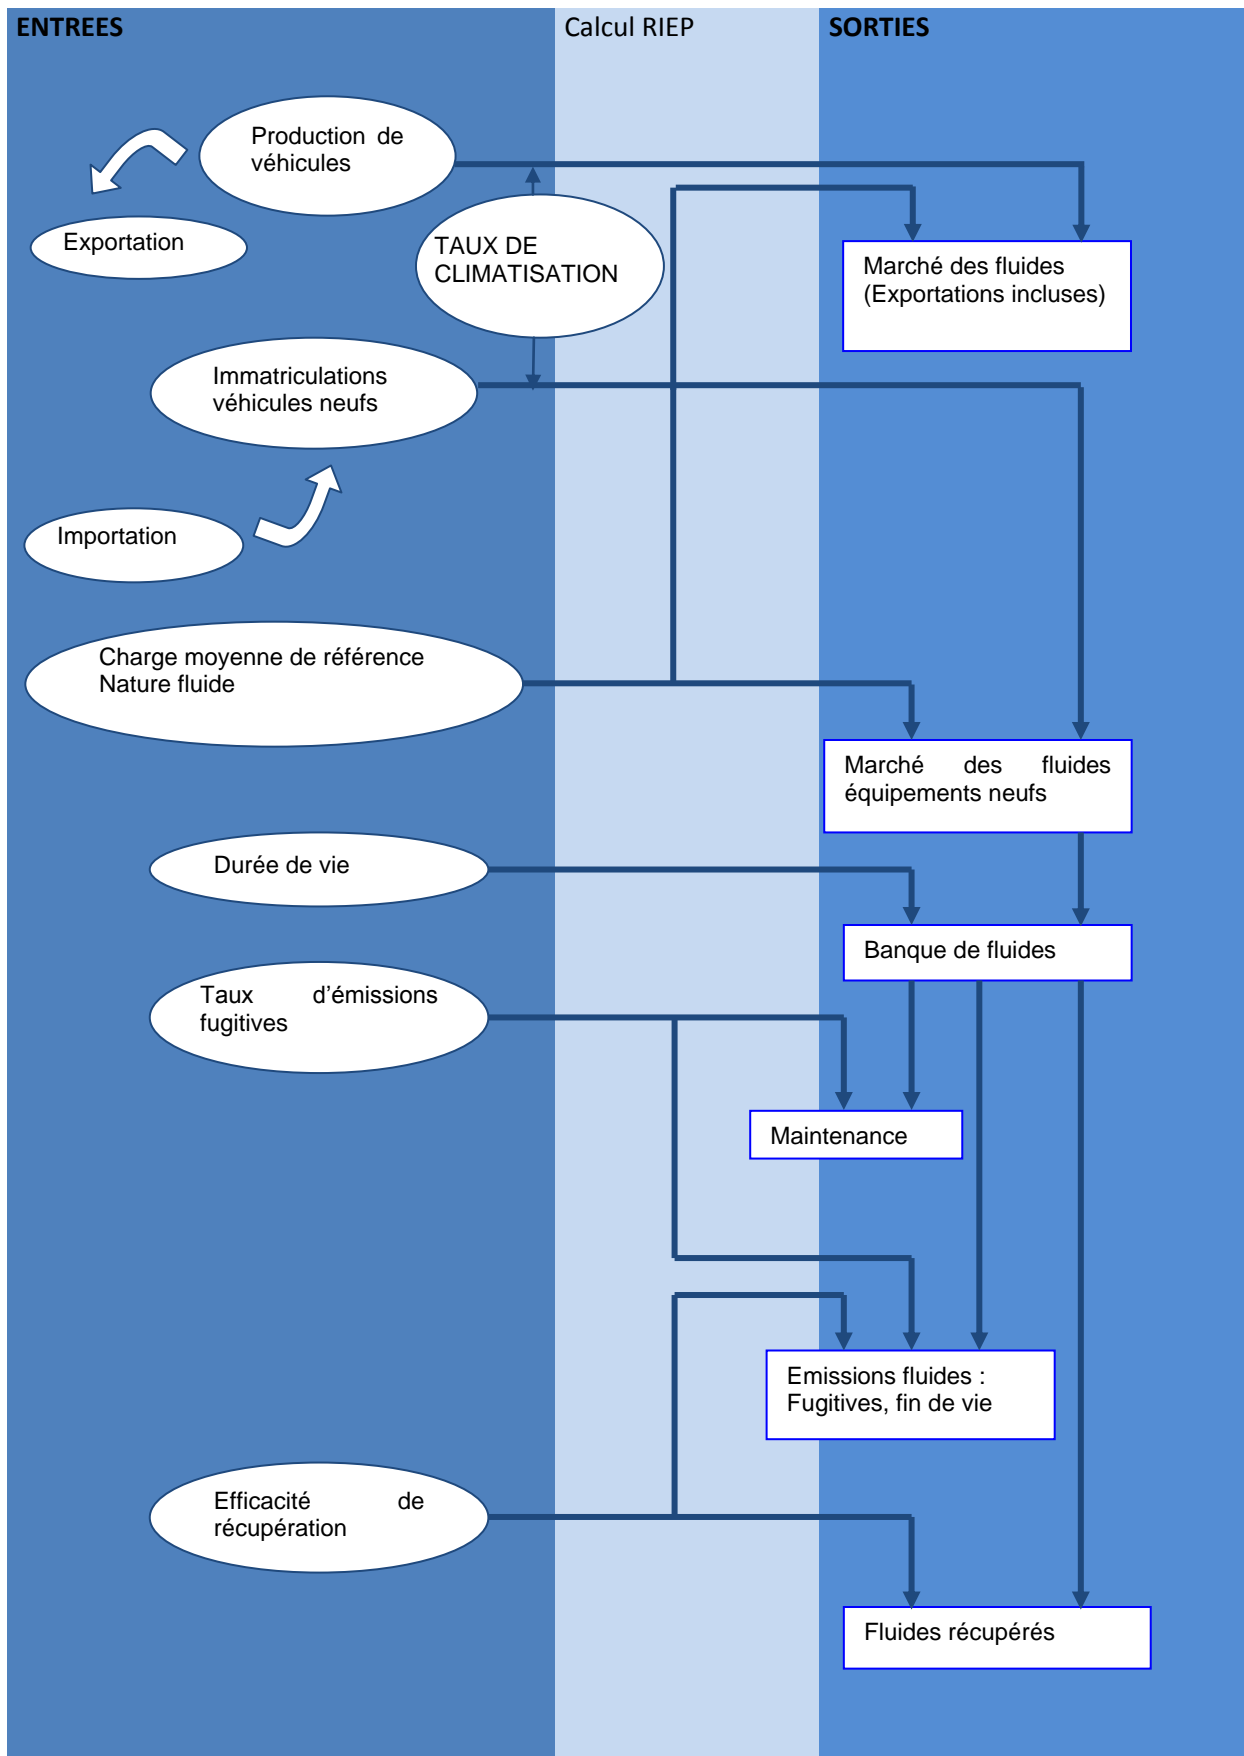 ENTREES
Calcul RIEP
SORTIES
Production de
véhicules
Exportation
TAUX DE
CLIMATISATION
Marché des fluides
(Exportations incluses)
Immatriculations
véhicules neufs
Importation
Charge moyenne de référence
Nature fluide
Marché des fluides
équipements neufs
Durée de vie
Banque de fluides
Taux d’émissions
fugitives
Maintenance
Emissions fluides :
Fugitives, fin de vie
Efficacité de
récupération
Fluides récupérés